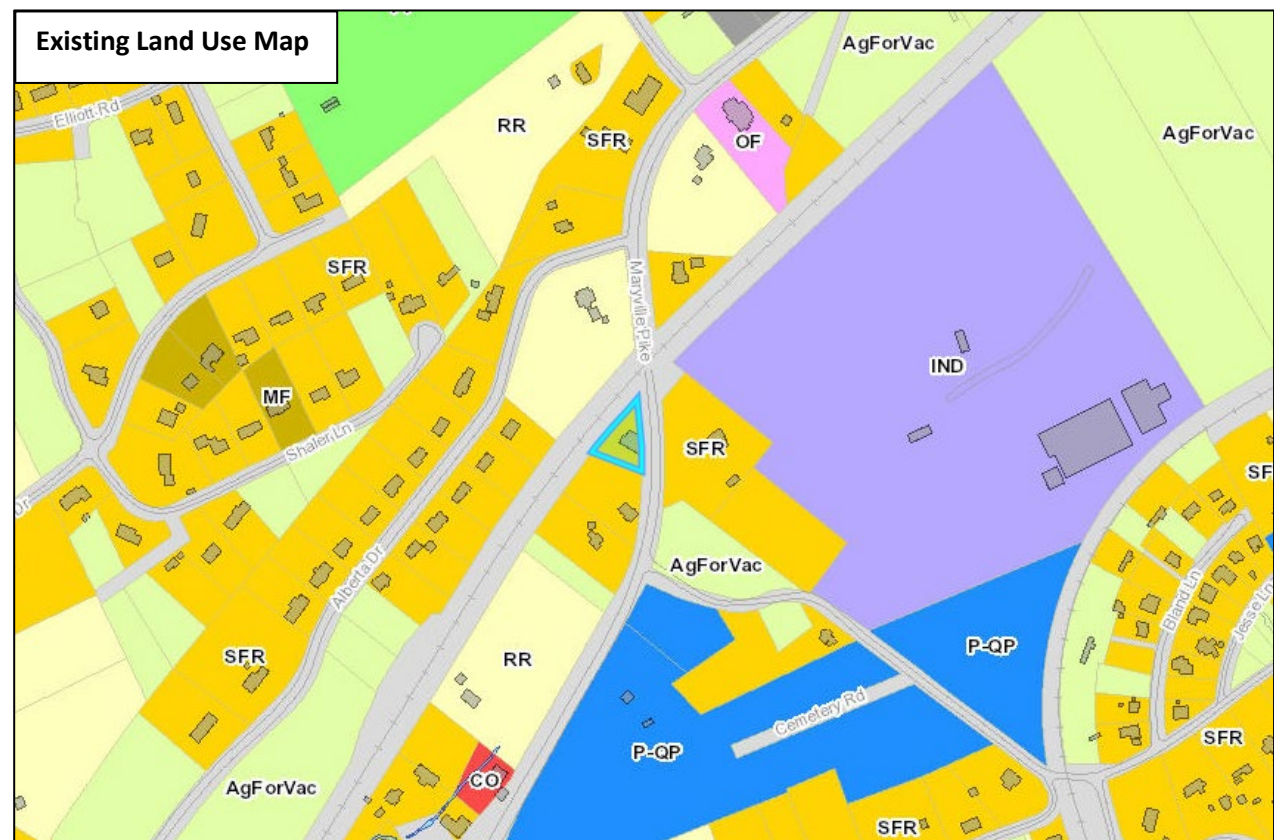 Existing Land Use Map
AgForVac
Elliott Rd
RR
SFR
OF
AgForVac
SFR
Maryville Pike
IND
MF
Shaler Ln
SFR
SF
Dr
AgForVac
Alberta Dr
Bland Ln
Jesse Ln
SFR
RR
P-QP
Cemetery Rd
P-QP
SFR
AgForVac
CO
SFR